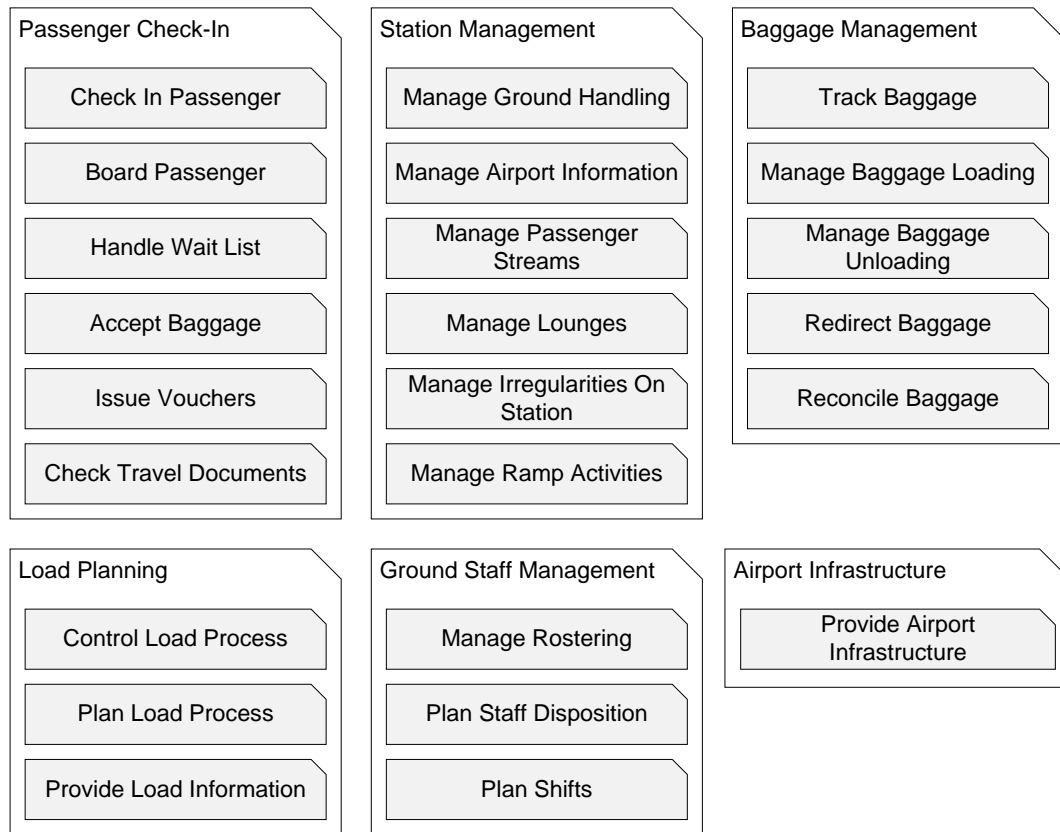 Passenger Check-In
Check In Passenger
Board Passenger
Handle Wait List
Accept Baggage
Issue Vouchers
Check Travel Documents
Station Management
Manage Ground Handling
Manage Airport Information
Manage Passenger
Streams
Manage Lounges
Manage Irregularities On
Station
Manage Ramp Activities
Baggage Management
Track Baggage
Manage Baggage Loading
Manage Baggage
Unloading
Redirect Baggage
Reconcile Baggage
Load Planning
Control Load Process
Plan Load Process
Provide Load Information
Ground Staff Management
Manage Rostering
Plan Staff Disposition
Plan Shifts
Airport Infrastructure
Provide Airport
Infrastructure